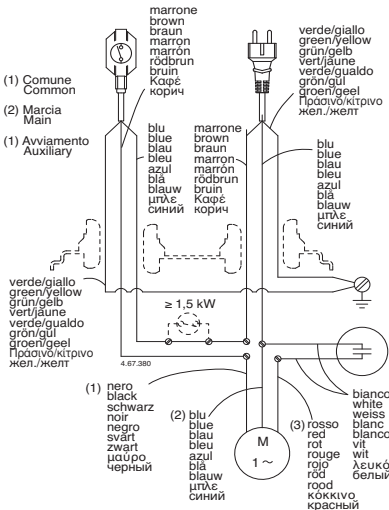 marrone
brown
braun
marron
marrón
rödbrun
bruin
Καφέ
корич
verde/giallo
green/yellow
grün/gelb
vert/jaune
verde/gualdo
grön/gül
groen/geel
Πράσινό/κίτρινο
жел./желт
(1) Comune
Common
(2) Marcia
Main
(1) Avviamento
Auxiliary
blu
blue
blau
bleu
azul
blå
blauw
μπλε
синий
marrone
brown
braun
marron
marrón
rödbrun
bruin
Καφέ
корич
blu
blue
blau
bleu
azul
blå
blauw
μπλε
синий
verde/giallo
green/yellow
grün/gelb
vert/jaune
verde/gualdo
grön/gül
groen/geel
Πράσινό/κίτρινο
жел./желт
≥ 1,5 kW
4.67.380
(1) nero
black
schwarz
noir
negro
svart
zwart
μαύρο
черный
(2) blu
blue
blau
bleu
azul
blå
blauw
μπλε
синий
M
1 ~
(3) rosso
red
rot
rouge
rojo
röd
rood
κόκκινο
красный
bianco
white
weiss
blanc
blanco
vit
wit
λευκό
белый